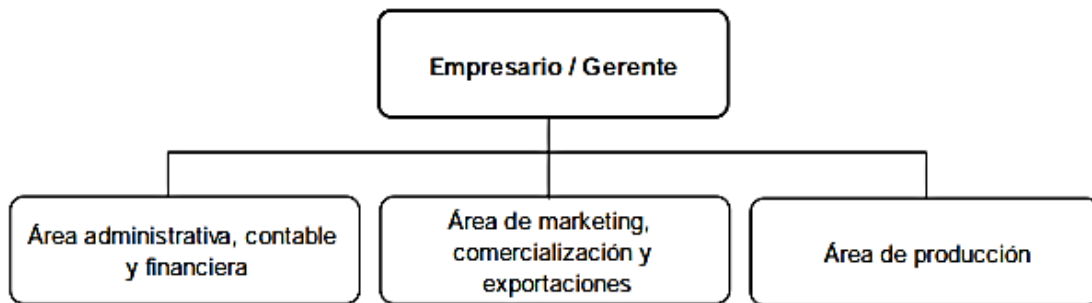 Empresario / Gerente
Área administrativa, contable
y financiera
Área de marketing,
comercialización y
exportaciones
Área de producción